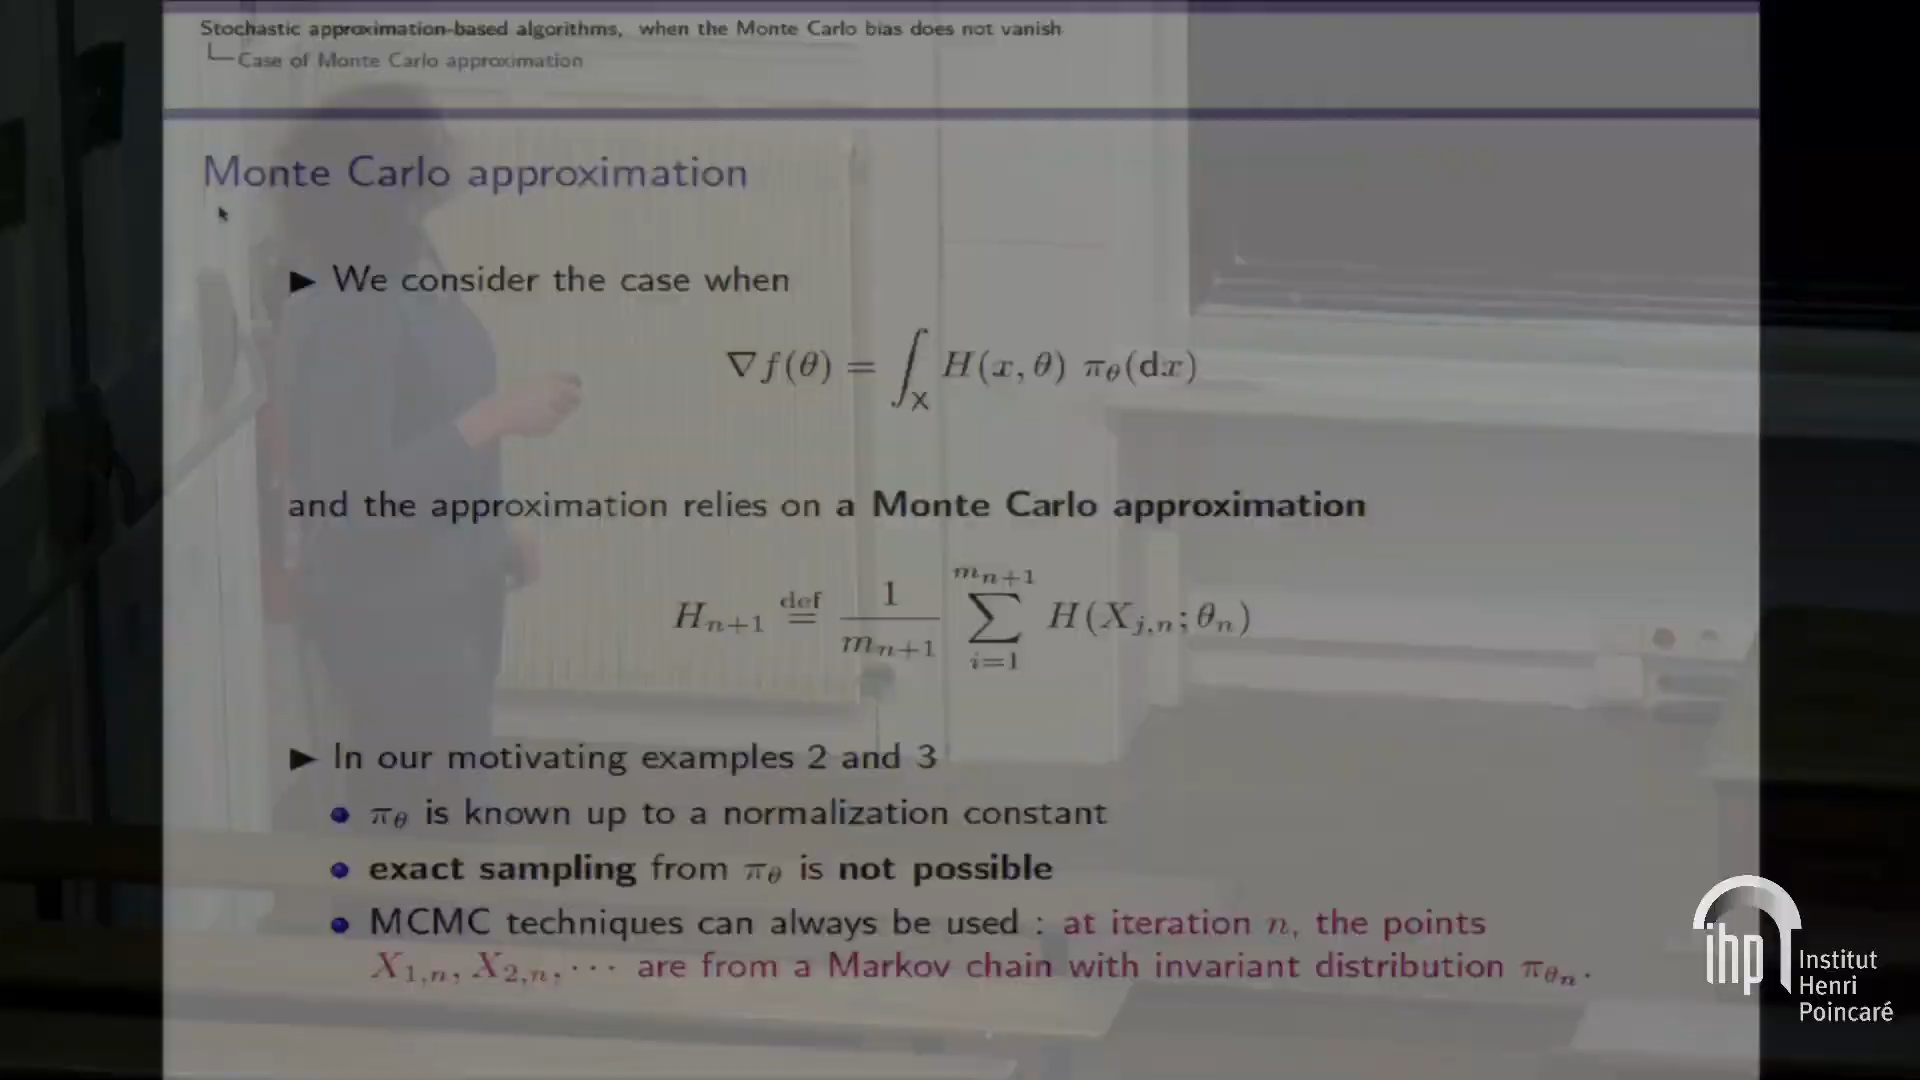 Stochastic approximation-based algorithms, when the Monte Carlo bias does not vanish
Case of Monte Carlo approximation
Monte Carlo approximation
► We consider the case when
∇f(θ) = ∫_X H(x, θ) π_θ(dx)
and the approximation relies on a Monte Carlo approximation
H_{n+1} def= 1/m_{n+1} ∑_{i=1}^{m_{n+1}} H(X_{j,n}; θ_n)
► In our motivating examples 2 and 3
• π_θ is known up to a normalization constant
• exact sampling from π_θ is not possible
• MCMC techniques can always be used : at iteration n, the points
X_{1,n}, X_{2,n}, ··· are from a Markov chain with invariant distribution π_{θ_n}.
ihp
Institut
Henri
Poincaré